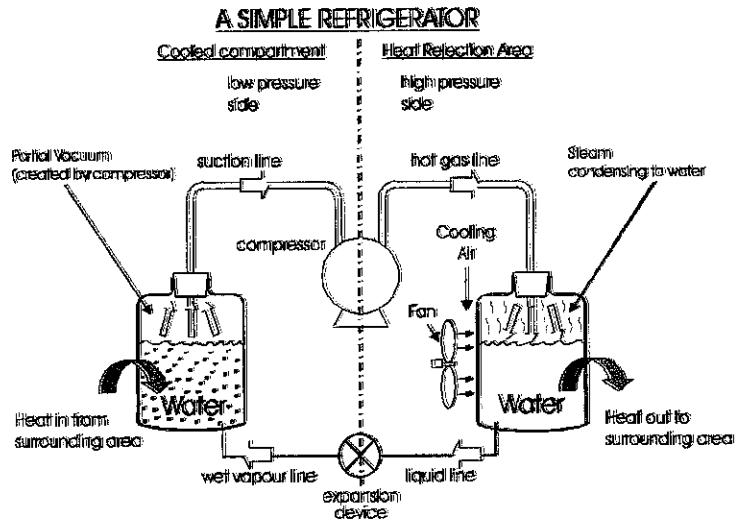 A SIMPLE REFRIGERATOR
Cooled compartment
Heat Rejection Area
low pressure
side
high pressure
side
Partial Vacuum
(created by compressor)
suction line
hot gas line
Steam
condensing to water
compressor
Cooling
Air
Fan
Water
Water
Heat in from
surrounding area
Heat out to
surrounding area
wet vapour line
liquid line
expansion
device